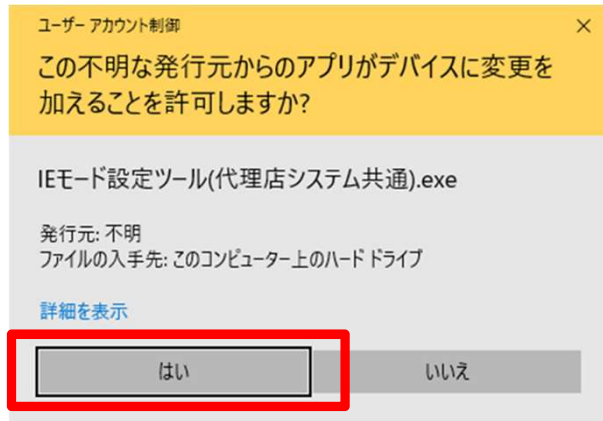 ユーザー アカウント制御
この不明な発行元からのアプリがデバイスに変更を
加えることを許可しますか?
IEモード設定ツール(代理店システム共通).exe
発行元: 不明
ファイルの入手先: このコンピューター上のハード ドライブ
詳細を表示
はい
いいえ